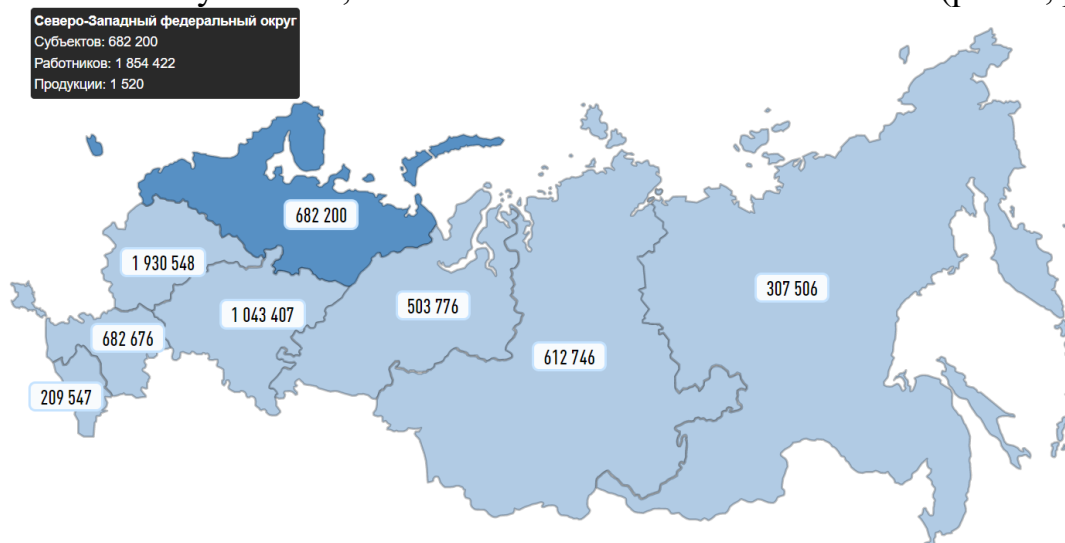 Северо-Западный федеральный округ
Субъектов: 682 200
Работников: 1 854 422
Продукции: 1 520
682 200
1 930 548
307 506
503 776
1 043 407
682 676
612 746
209 547